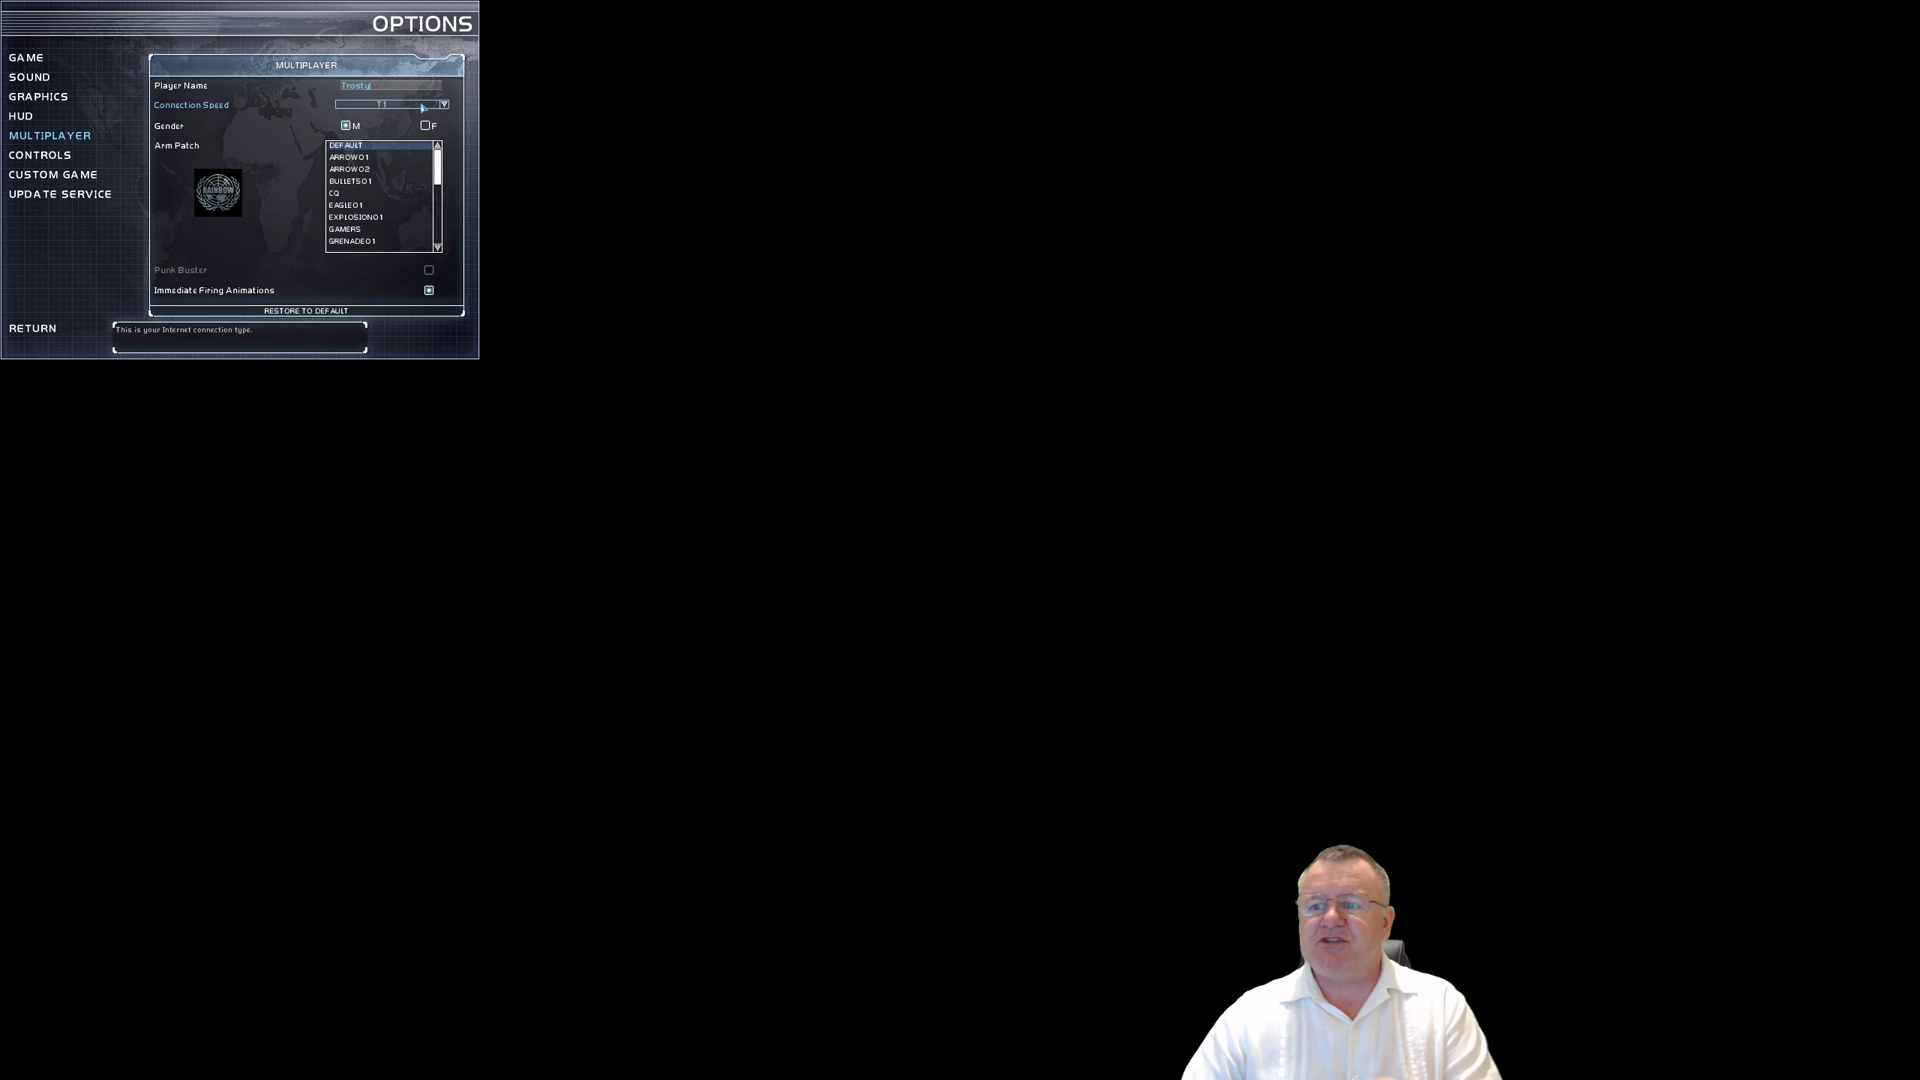 OPTIONS
GAME
SOUND
GRAPHICS
HUD
MULTIPLAYER
CONTROLS
CUSTOM GAME
UPDATE SERVICE
MULTIPLAYER
Player Name Trosty
Connection Speed T1
Gender M F
Arm Patch
RAINBOW
DEFAULT
ARROW01
ARROW02
BULLETS01
CQ
EAGLE01
EXPLOSION01
GAMERS
GRENADE01
Punk Buster
Immediate Firing Animations
RESTORE TO DEFAULT
RETURN
This is your Internet connection type.